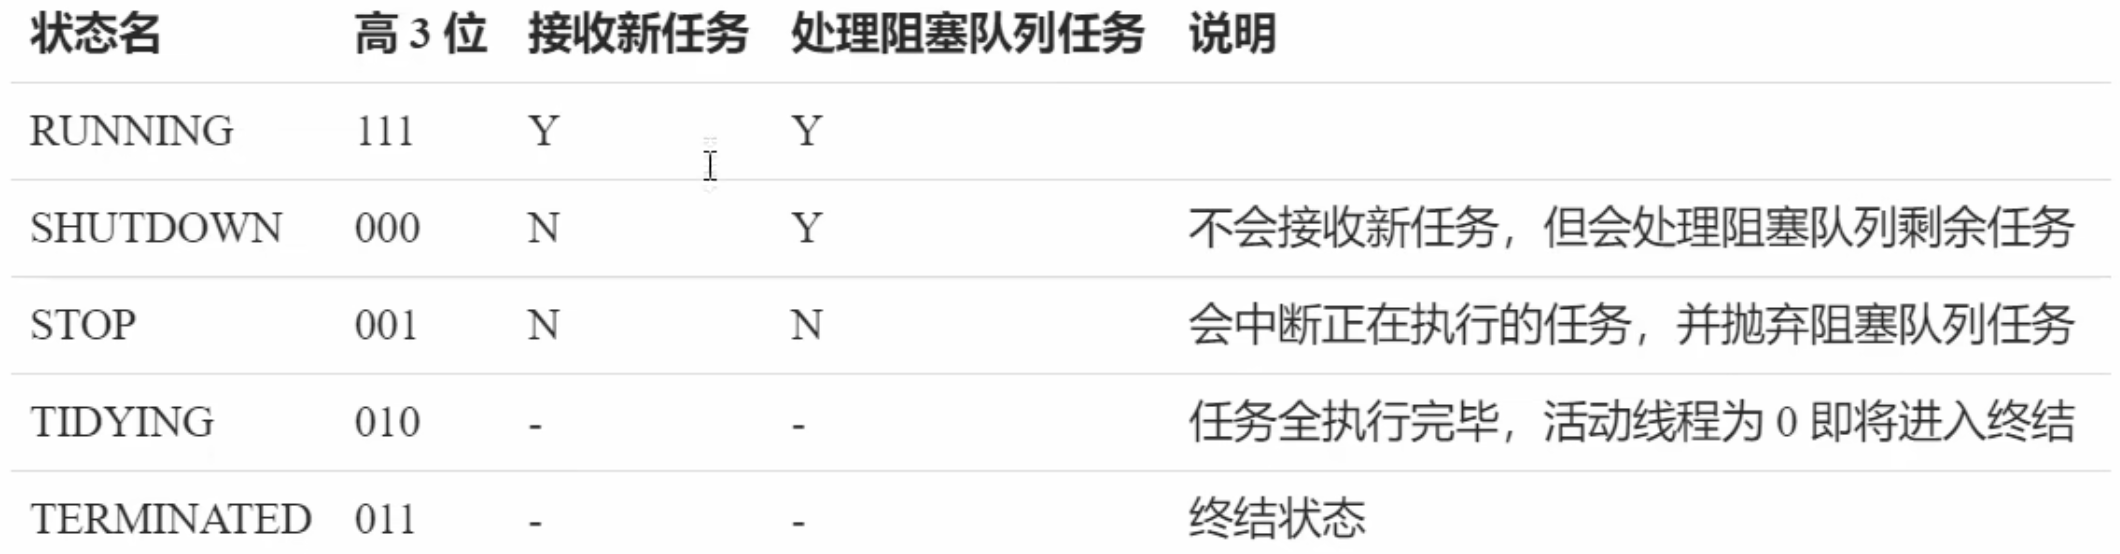 状态名 高 3 位 接收新任务 处理阻塞队列任务 说明
RUNNING 111 Y Y
SHUTDOWN 000 N Y 不会接收新任务，但会处理阻塞队列剩余任务
STOP 001 N N 会中断正在执行的任务，并抛弃阻塞队列任务
TIDYING 010 - - 任务全执行完毕，活动线程为 0 即将进入终结
TERMINATED 011 - - 终结状态